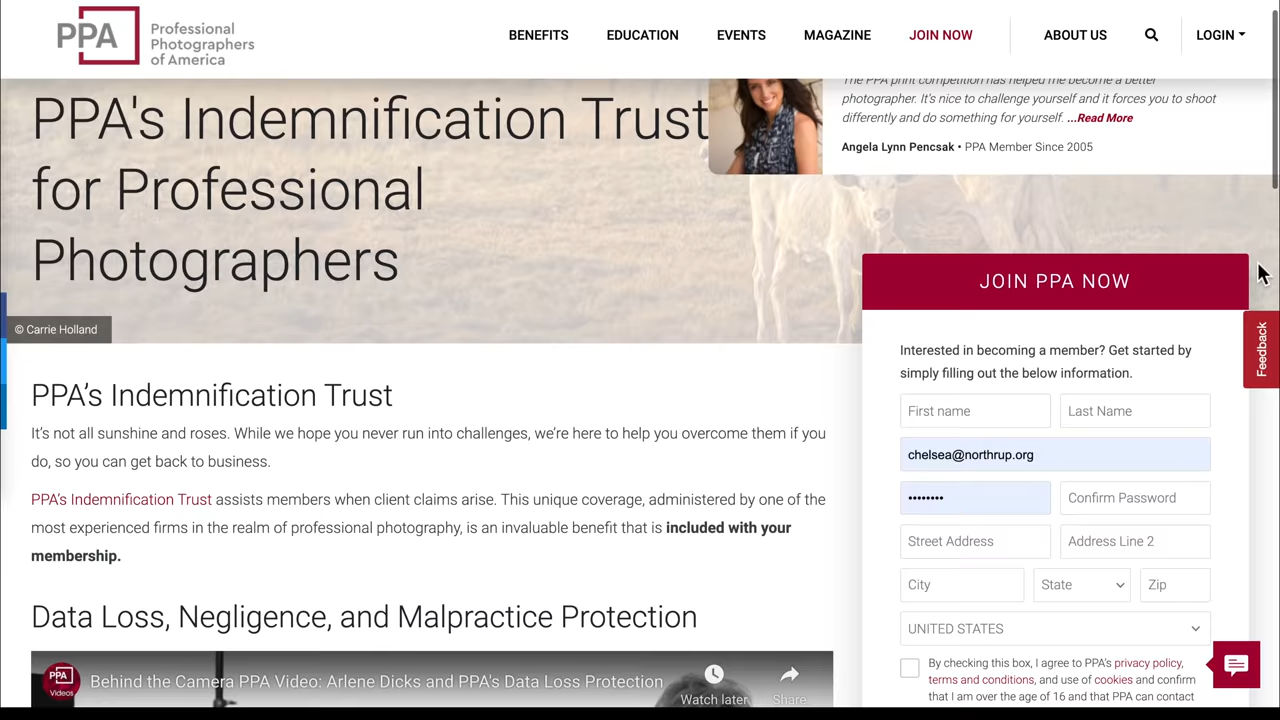 PPA
Professional
Photographers
of America
BENEFITS
EDUCATION
EVENTS
MAGAZINE
JOIN NOW
ABOUT US
LOGIN
PPA's Indemnification Trust
for Professional
Photographers
The PPA print competition has helped me become a better
photographer. It's nice to challenge yourself and it forces you to shoot
differently and do something for yourself. ...Read More
Angela Lynn Pencsak • PPA Member Since 2005
© Carrie Holland
JOIN PPA NOW
Feedback
Interested in becoming a member? Get started by
simply filling out the below information.
First name
Last Name
chelsea@northrup.org
••••••••
Confirm Password
Street Address
Address Line 2
City
State
Zip
UNITED STATES
By checking this box, I agree to PPA's privacy policy,
terms and conditions, and use of cookies and confirm
that I am over the age of 16 and that PPA can contact
PPA’s Indemnification Trust
It’s not all sunshine and roses. While we hope you never run into challenges, we’re here to help you overcome them if you
do, so you can get back to business.
PPA’s Indemnification Trust assists members when client claims arise. This unique coverage, administered by one of the
most experienced firms in the realm of professional photography, is an invaluable benefit that is included with your
membership.
Data Loss, Negligence, and Malpractice Protection
PPA
Videos
Behind the Camera PPA Video: Arlene Dicks and PPA's Data Loss Protection
Watch later
Share